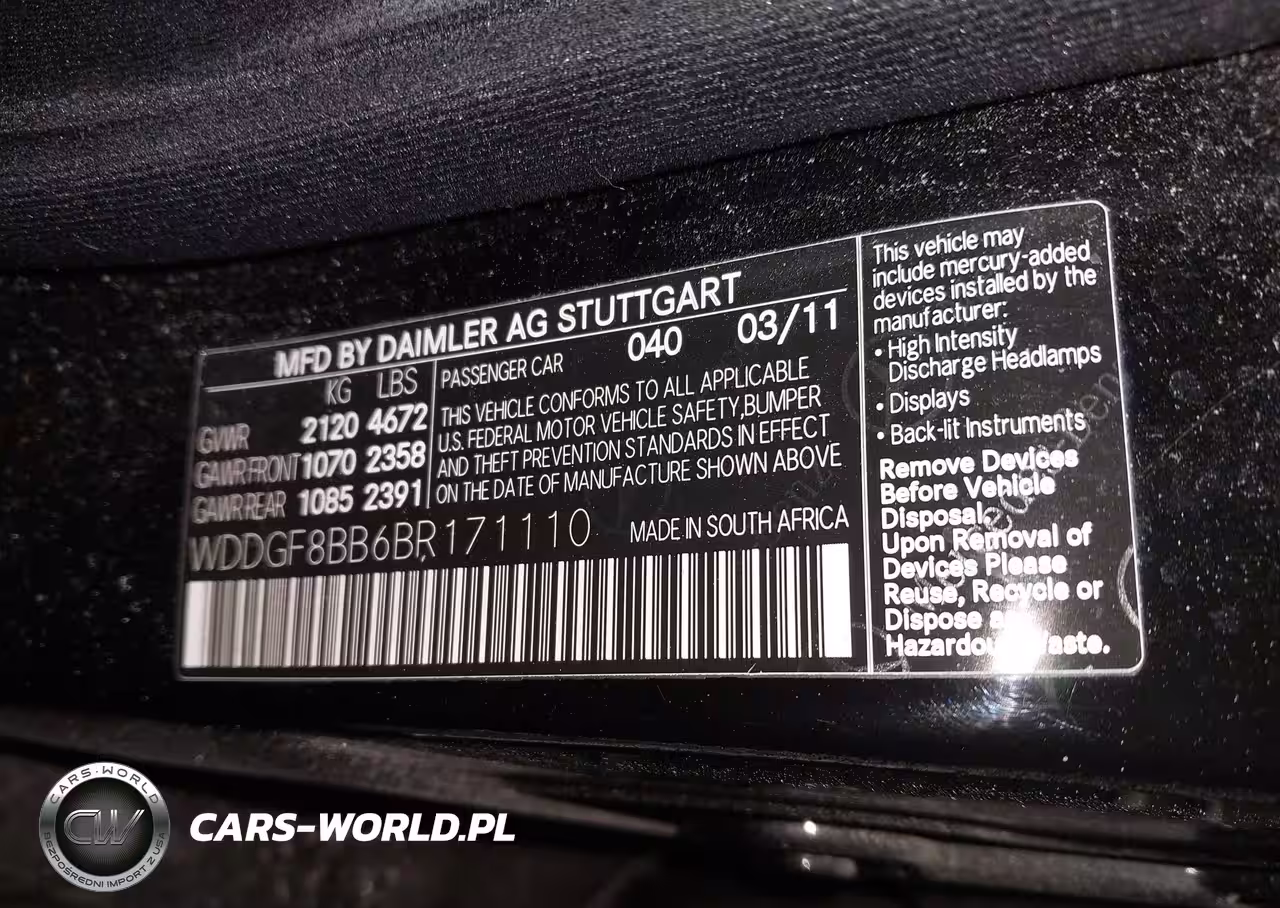 MFD BY DAIMLER AG STUTTGART
KG LBS
GVWR 2120 4672
GAWR FRONT 1070 2358
GAWR REAR 1085 2391
PASSENGER CAR 040 03/11
THIS VEHICLE CONFORMS TO ALL APPLICABLE
U.S. FEDERAL MOTOR VEHICLE SAFETY,BUMPER
AND THEFT PREVENTION STANDARDS IN EFFECT
ON THE DATE OF MANUFACTURE SHOWN ABOVE
WDDGF8BB6BR171110
MADE IN SOUTH AFRICA
This vehicle may
include mercury-added
devices installed by the
manufacturer:
• High Intensity
Discharge Headlamps
• Displays
• Back-lit Instruments
Remove Devices
Before Vehicle
Disposal.
Upon Removal of
Devices Please
Reuse, Recycle or
Dispose
CARS-WORLD
CW
BEZPOŚREDNI IMPORT Z USA
CARS-WORLD.PL